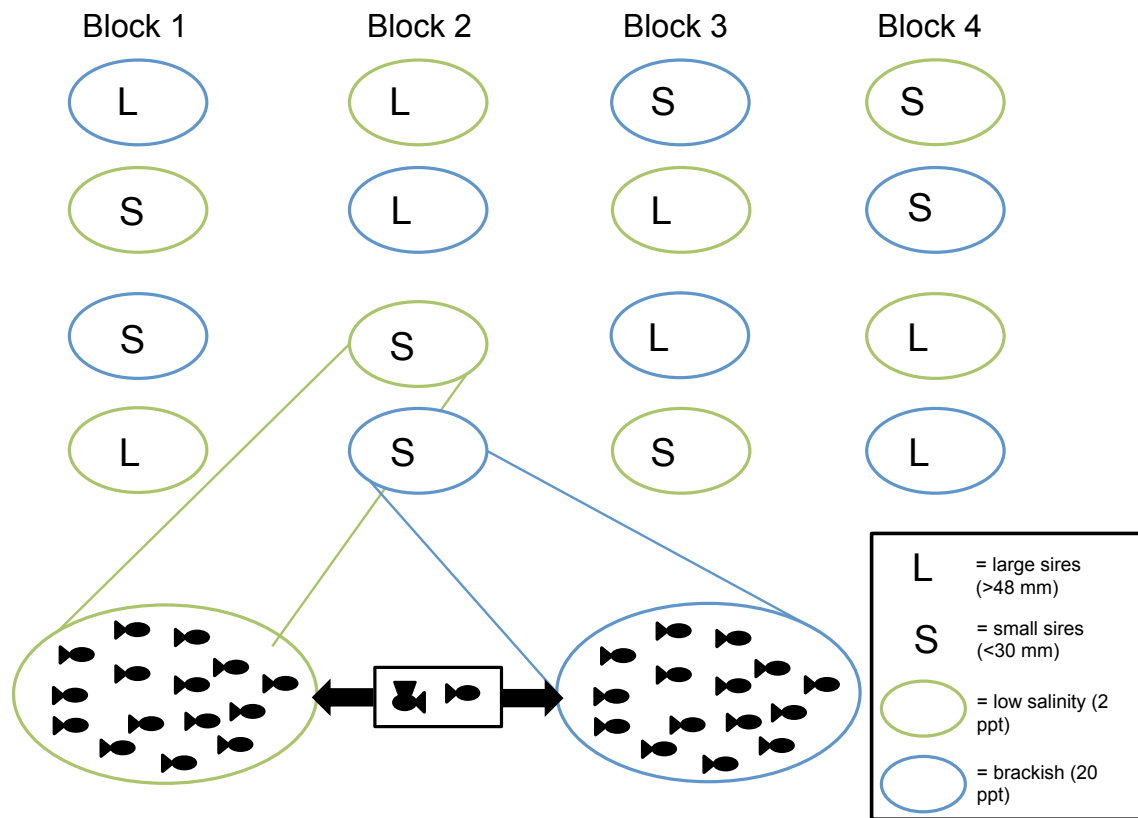 Block 1 Block 2 Block 3 Block 4
L L S S
S L L S
S S L L
L S S L
L = large sires
(>48 mm)
S = small sires
(<30 mm)
= low salinity (2
ppt)
= brackish (20
ppt)